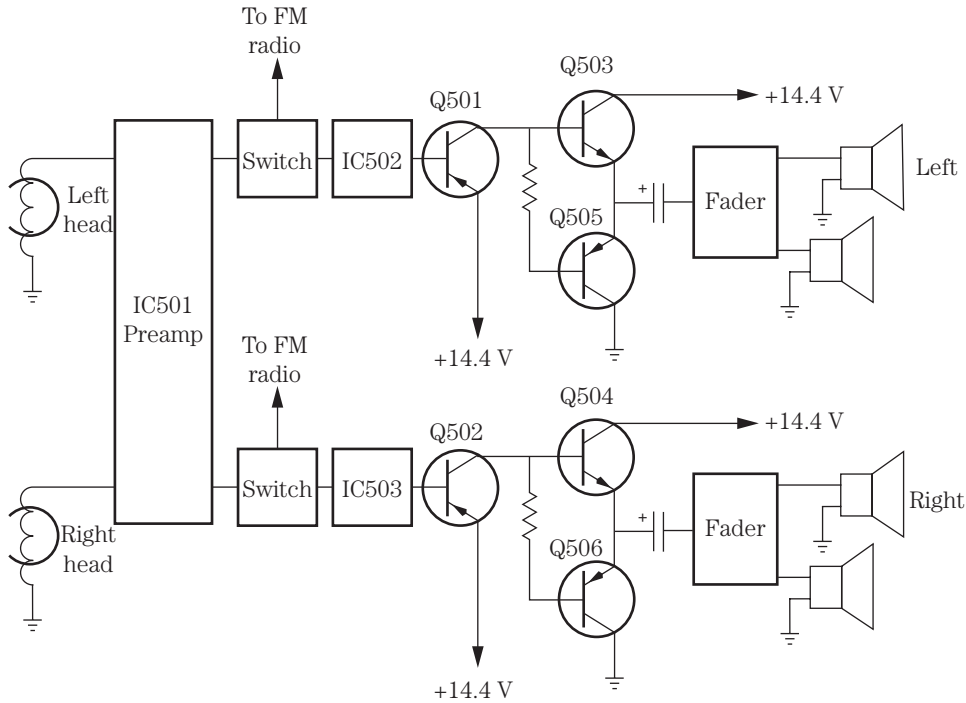 To FM
radio
Q501
Q503
+14.4 V
Left
head
Switch
IC502
Q505
+
Fader
Left
IC501
Preamp
+14.4 V
To FM
radio
Q502
Q504
+14.4 V
Right
head
Switch
IC503
Q506
+
Fader
Right
+14.4 V